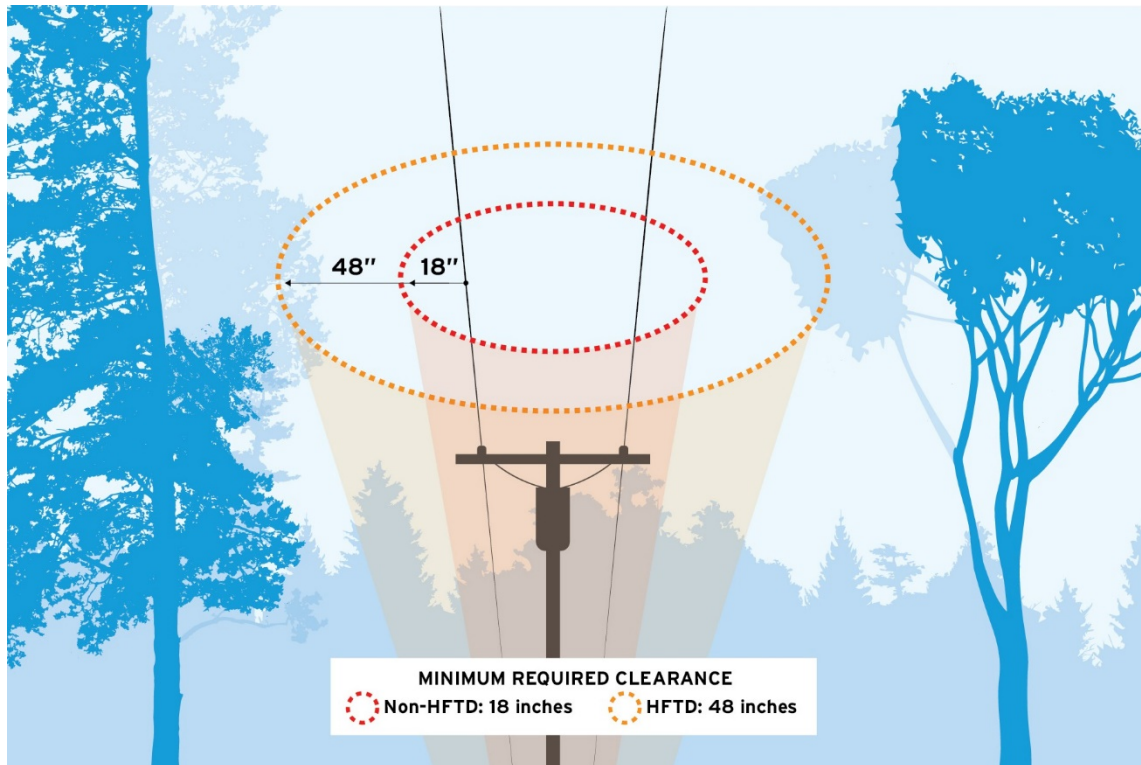 48" 18"
MINIMUM REQUIRED CLEARANCE
Non-HFTD: 18 inches HFTD: 48 inches